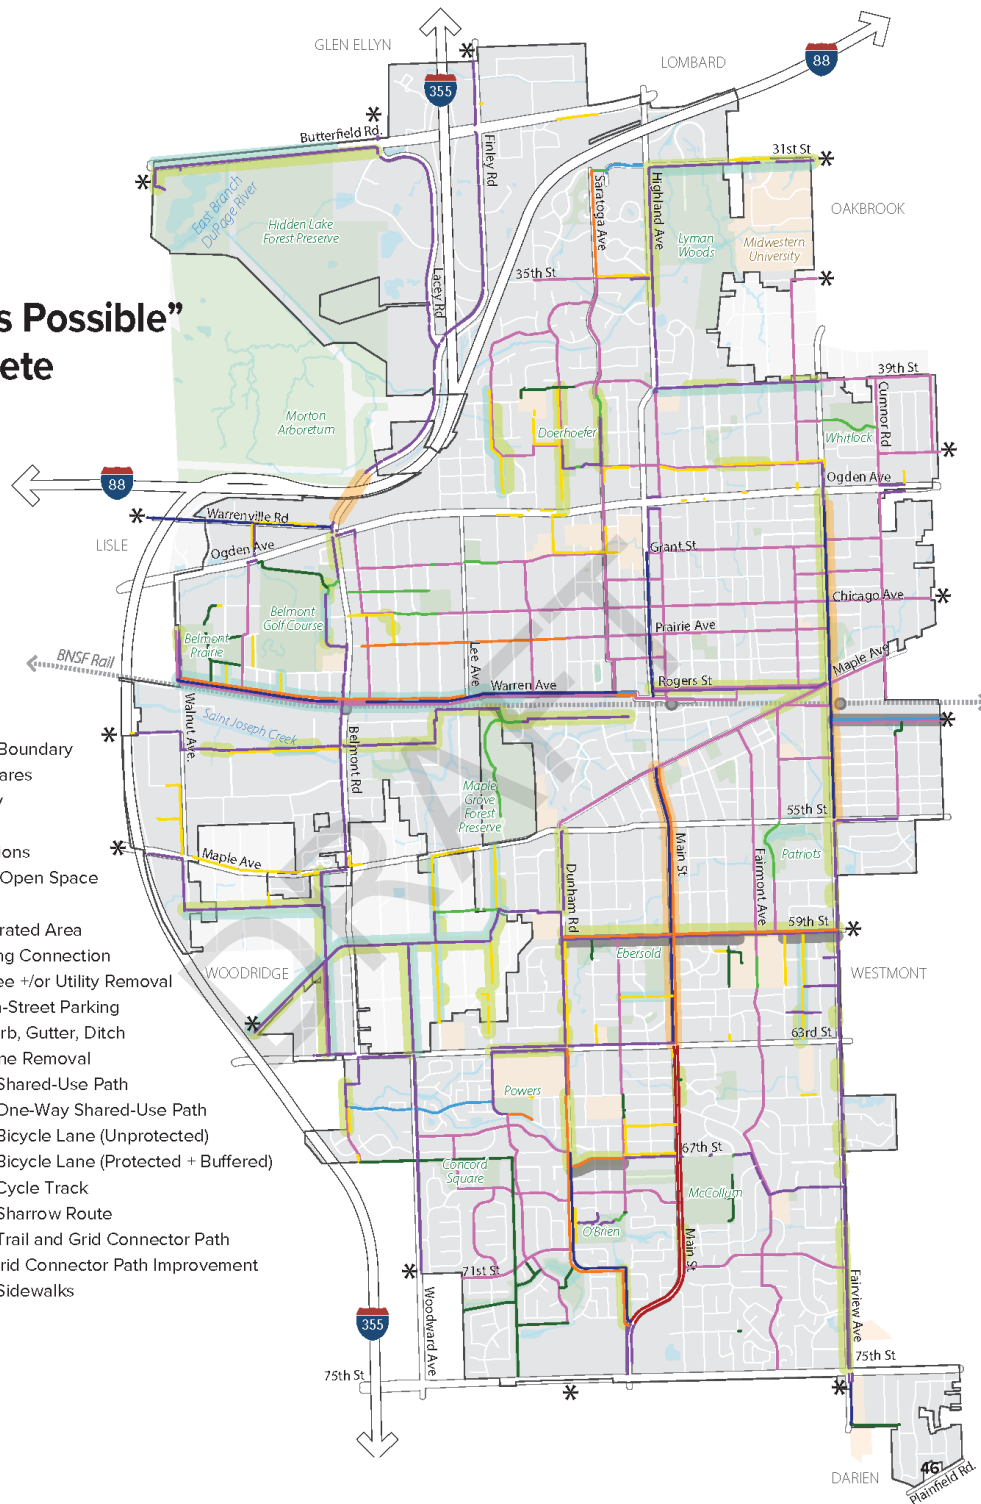 GLEN ELLYN
355
LOMBARD
88
Butterfield Rd.
Finley Rd
31st St
OAKBROOK
East Branch
DuPage River
Hidden Lake
Forest Preserve
Saratoga Ave
Highland Ave
Lyman
Woods
Midwestern
University
35th St
Lacey Rd
s Possible”
ete
39th St
Cumnor Rd
Morton
Arboretum
Doerhoefer
Whitlock
88
Ogden Ave
Warrenville Rd
LISLE
Ogden Ave
Grant St
Belmont
Golf Course
Chicago Ave
Belmont
Prairie
Prairie Ave
BNSF Rail
Lee Ave
Maple Ave
Warren Ave
Rogers St
Walnut Ave.
Saint Joseph Creek
Belmont Rd
Boundary
ares
y
Maple
Grove
Forest
Preserve
55th St
ions
Open Space
Maple Ave
Main St
Fairmont Ave
Patriots
Dunham Rd
rated Area
59th St
ng Connection
Ebersold
WOODRIDGE
WESTMONT
ee +/or Utility Removal
n-Street Parking
rb, Gutter, Ditch
63rd St
ne Removal
Shared-Use Path
Powers
One-Way Shared-Use Path
Bicycle Lane (Unprotected)
67th St
Bicycle Lane (Protected + Buffered)
Concord
Square
Cycle Track
McCollum
Sharrow Route
O'Brien
Trail and Grid Connector Path
Main St
rid Connector Path Improvement
71st St
Sidewalks
Woodward Ave
Fairview Ave
355
75th St
75th St
DARIEN
46
Plainfield Rd.
DRAFT